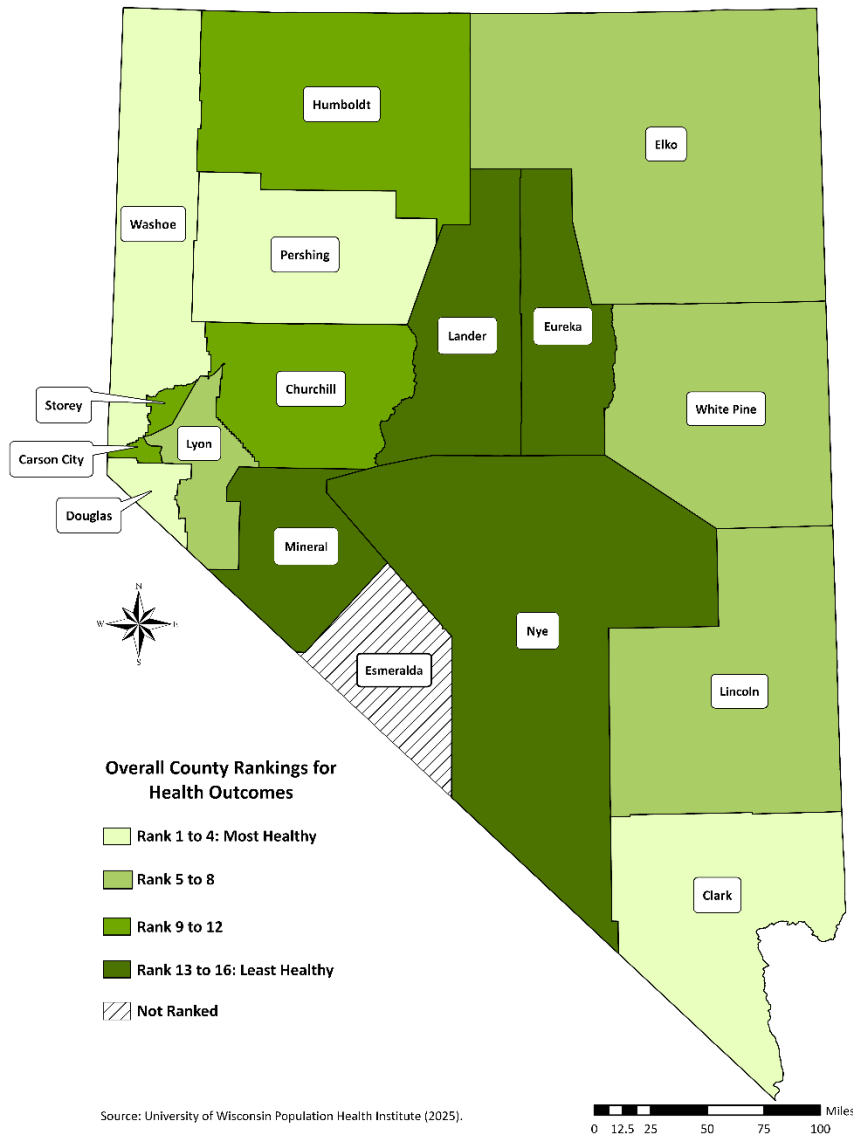 Humboldt
Elko
Washoe
Pershing
Lander
Eureka
Churchill
Storey
White Pine
Lyon
Carson City
Douglas
Mineral
N
W
E
S
Nye
Esmeralda
Lincoln
Overall County Rankings for
Health Outcomes
Rank 1 to 4: Most Healthy
Rank 5 to 8
Clark
Rank 9 to 12
Rank 13 to 16: Least Healthy
Not Ranked
Source: University of Wisconsin Population Health Institute (2025).
Miles
0 12.5 25 50 75 100